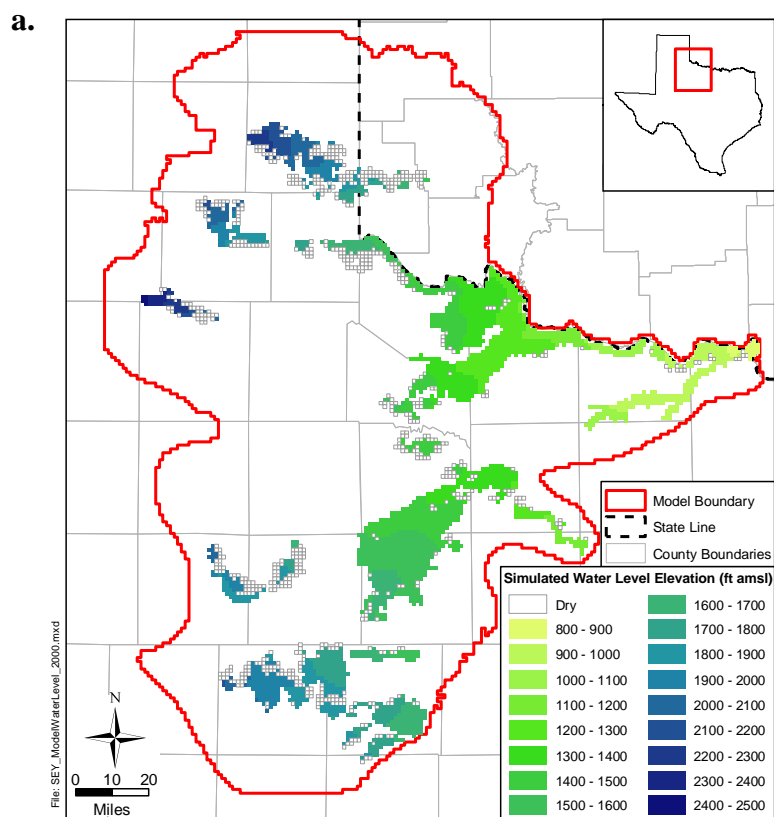 a.
Model Boundary
State Line
County Boundaries
Simulated Water Level Elevation (ft amsl)
Dry
800 - 900
900 - 1000
1000 - 1100
1100 - 1200
1200 - 1300
1300 - 1400
1400 - 1500
1500 - 1600
1600 - 1700
1700 - 1800
1800 - 1900
1900 - 2000
2000 - 2100
2100 - 2200
2200 - 2300
2300 - 2400
2400 - 2500
File: SEY_ModelWaterLevel_2000.mxd
N
0 10 20
Miles